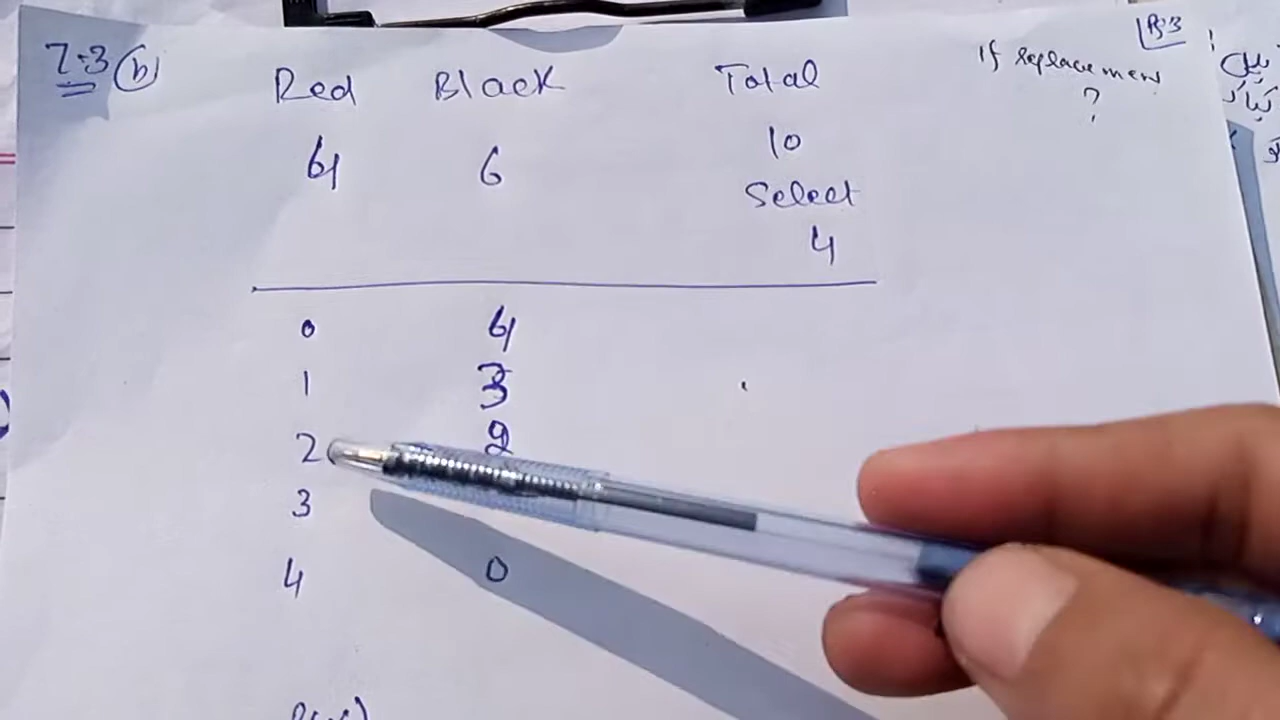 7.3 (b) Red Black Total
4 6 10
Select
4
0 4
1 3
2 2
3
4 0
If replacement
?